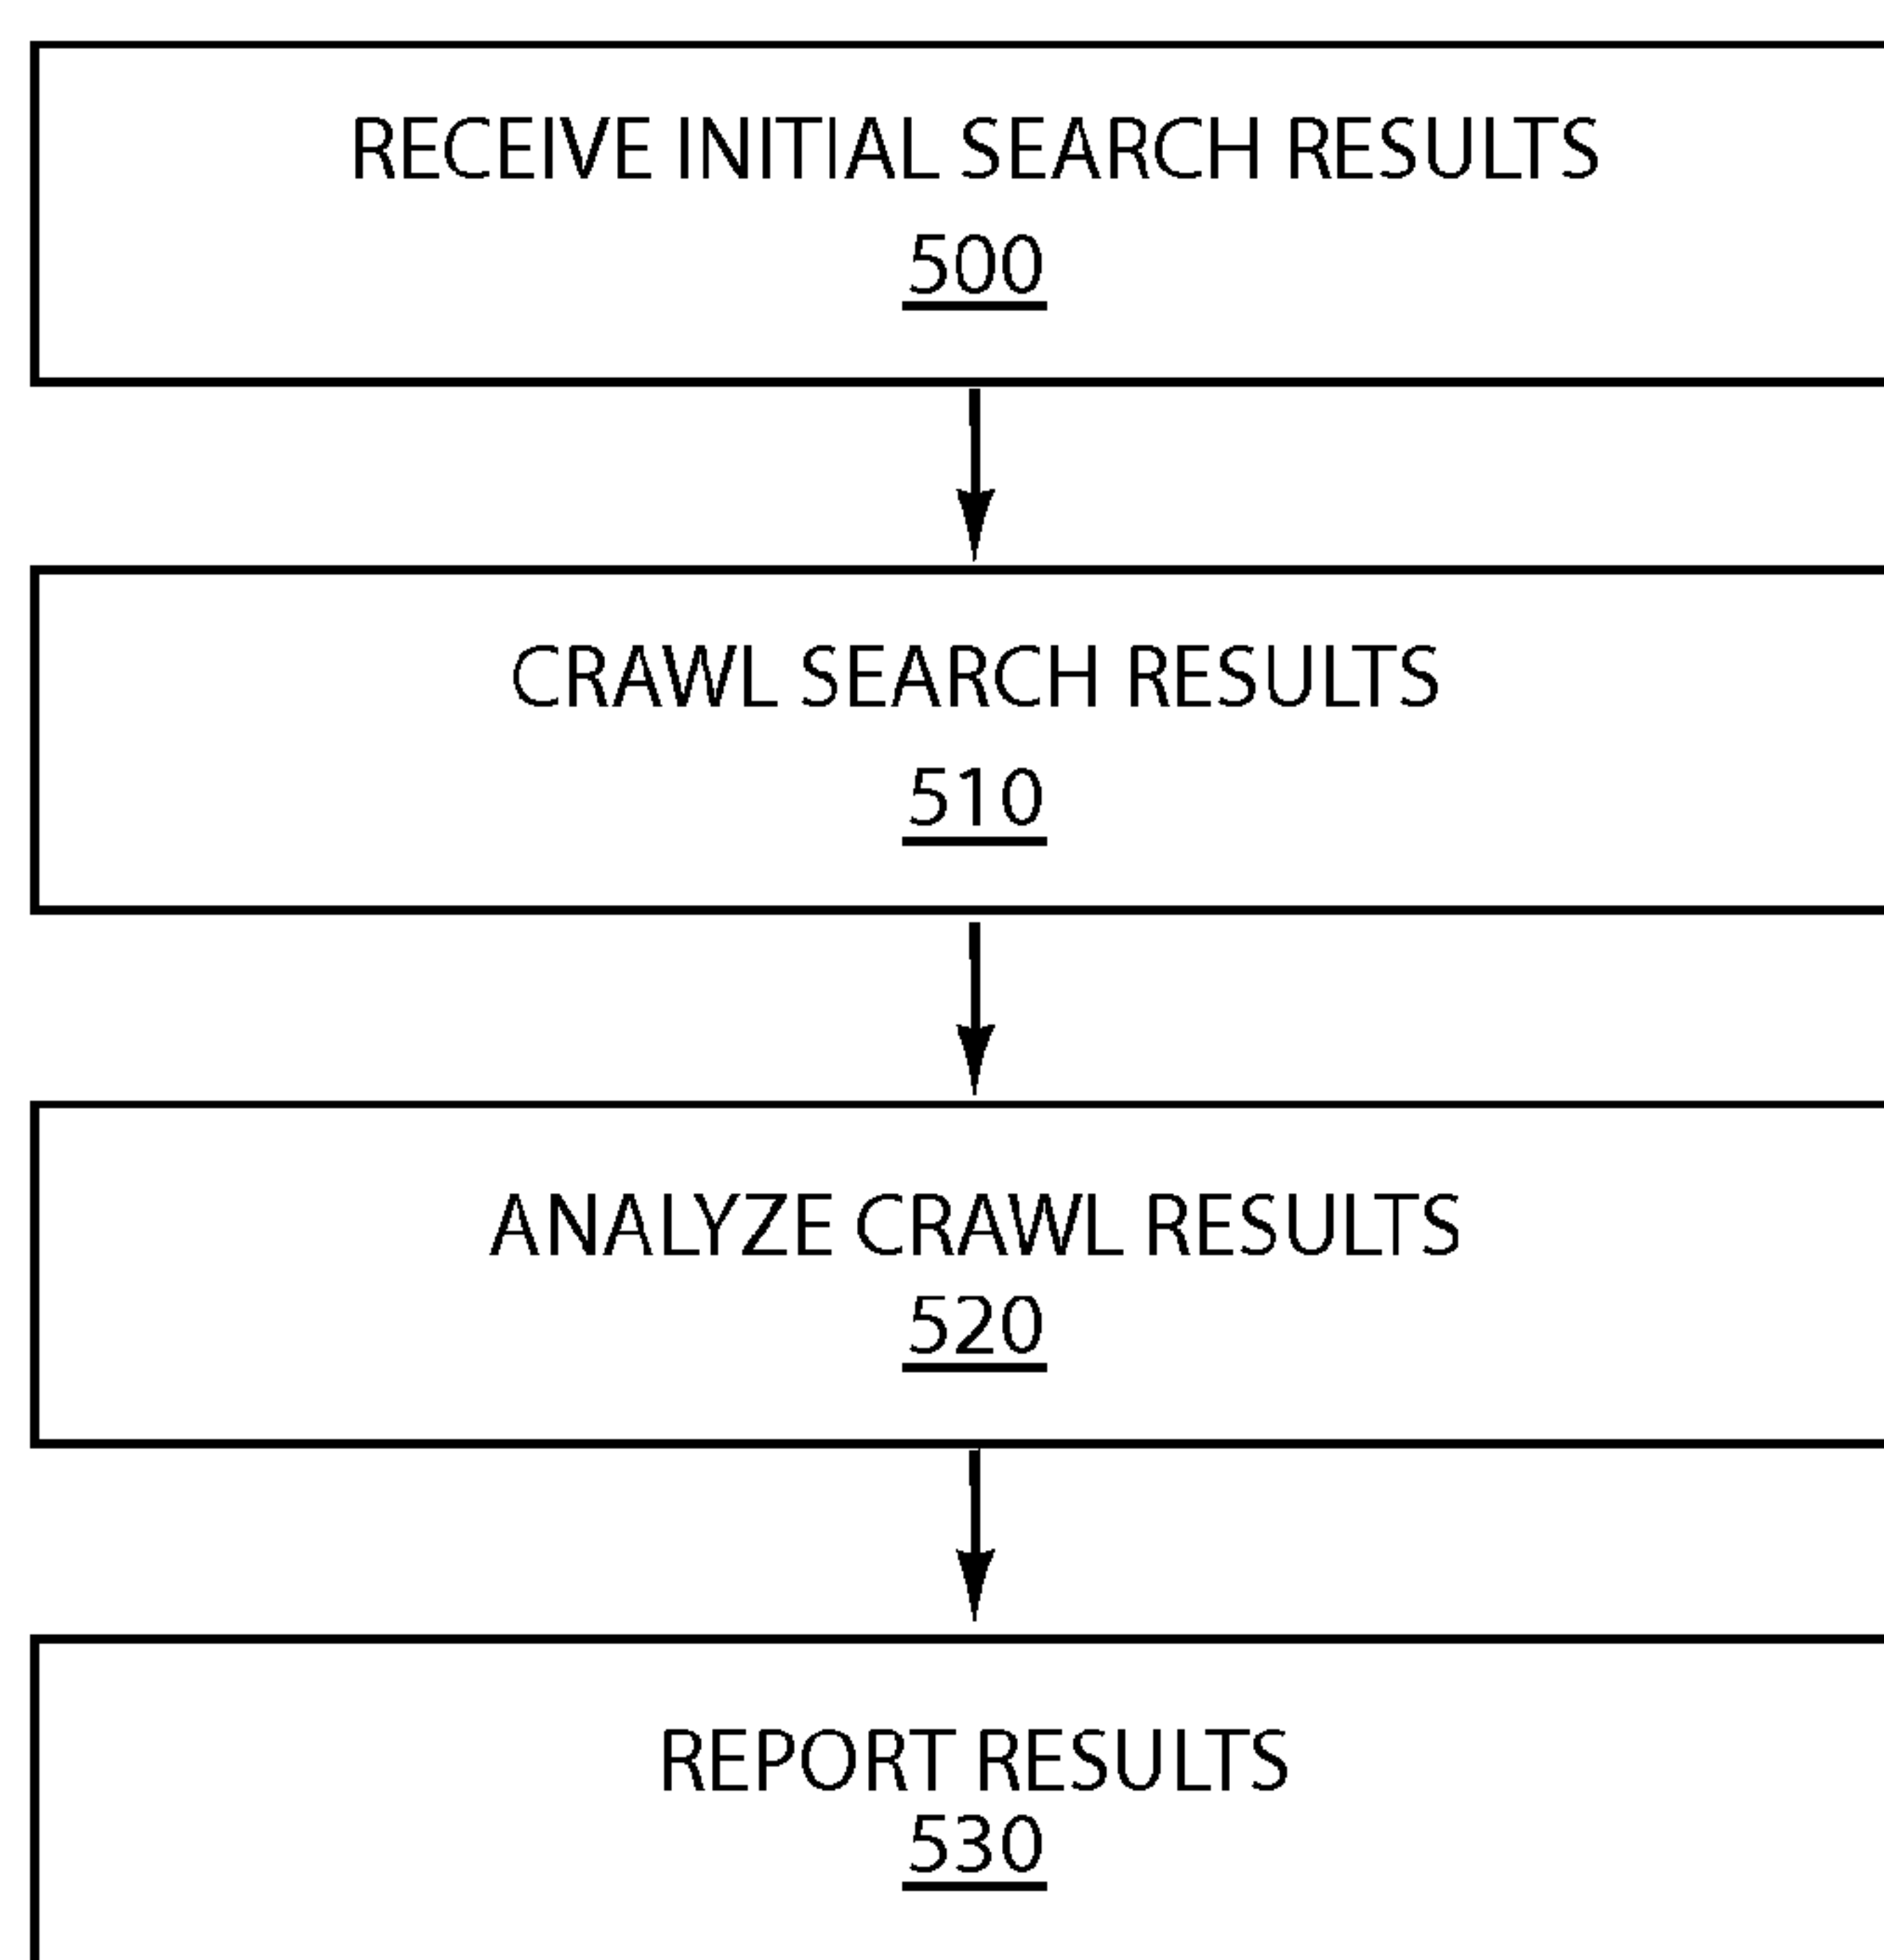 RECEIVE INITIAL SEARCH RESULTS
500
CRAWL SEARCH RESULTS
510
ANALYZE CRAWL RESULTS
520
REPORT RESULTS
530